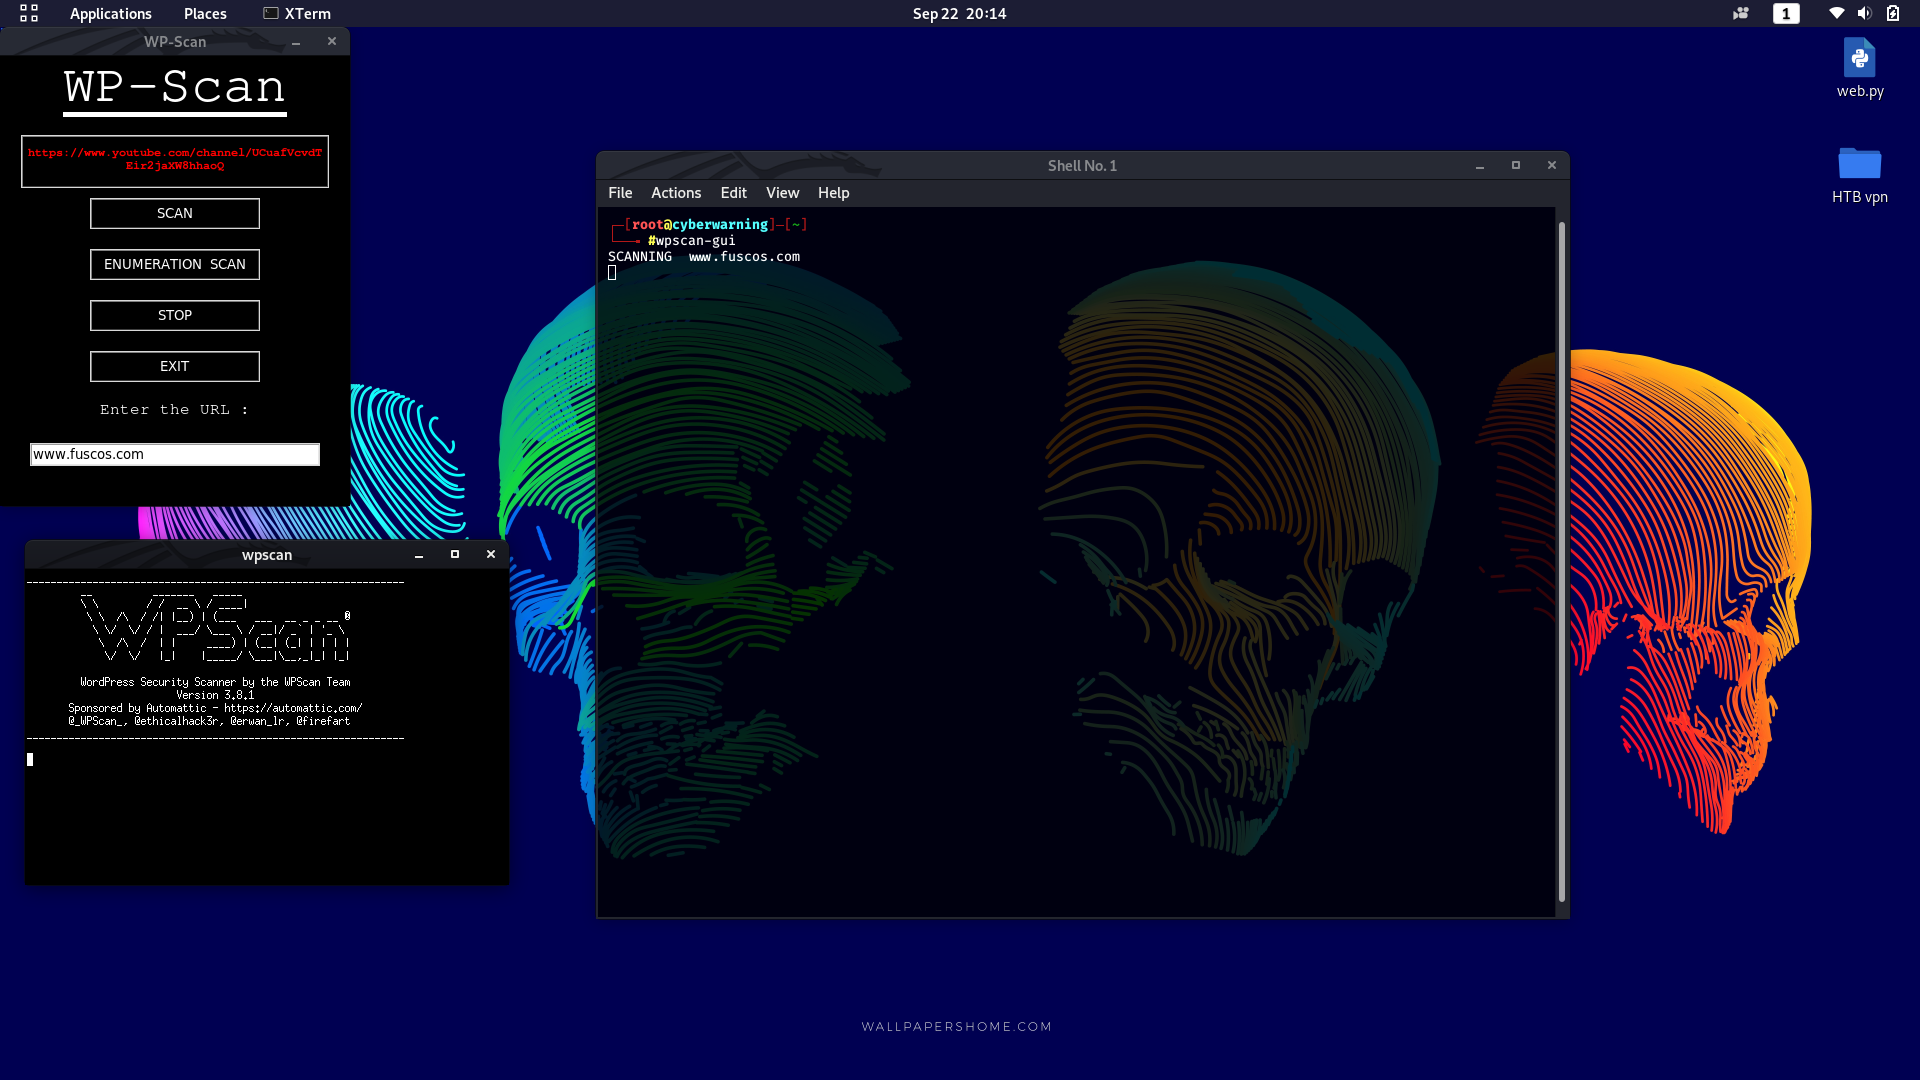 Applications Places XTerm Sep 22 20:14 1
WP-Scan
WP-Scan
https://www.youtube.com/channel/UCuafVcvdT
Eir2jaXW8hhaoQ
SCAN
ENUMERATION SCAN
STOP
EXIT
Enter the URL :
www.fuscos.com
wpscan
WPScan
WordPress Security Scanner by the WPScan Team
Version 3.8.1
Sponsored by Automattic - https://automattic.com/
@_WPScan_, @ethicalhack3r, @erwan_lr, @firefart
Shell No. 1
File Actions Edit View Help
[root@cyberwarning]-[~]
#wpscan-gui
SCANNING www.fuscos.com
web.py
HTB vpn
WALLPAPERSHOME.COM